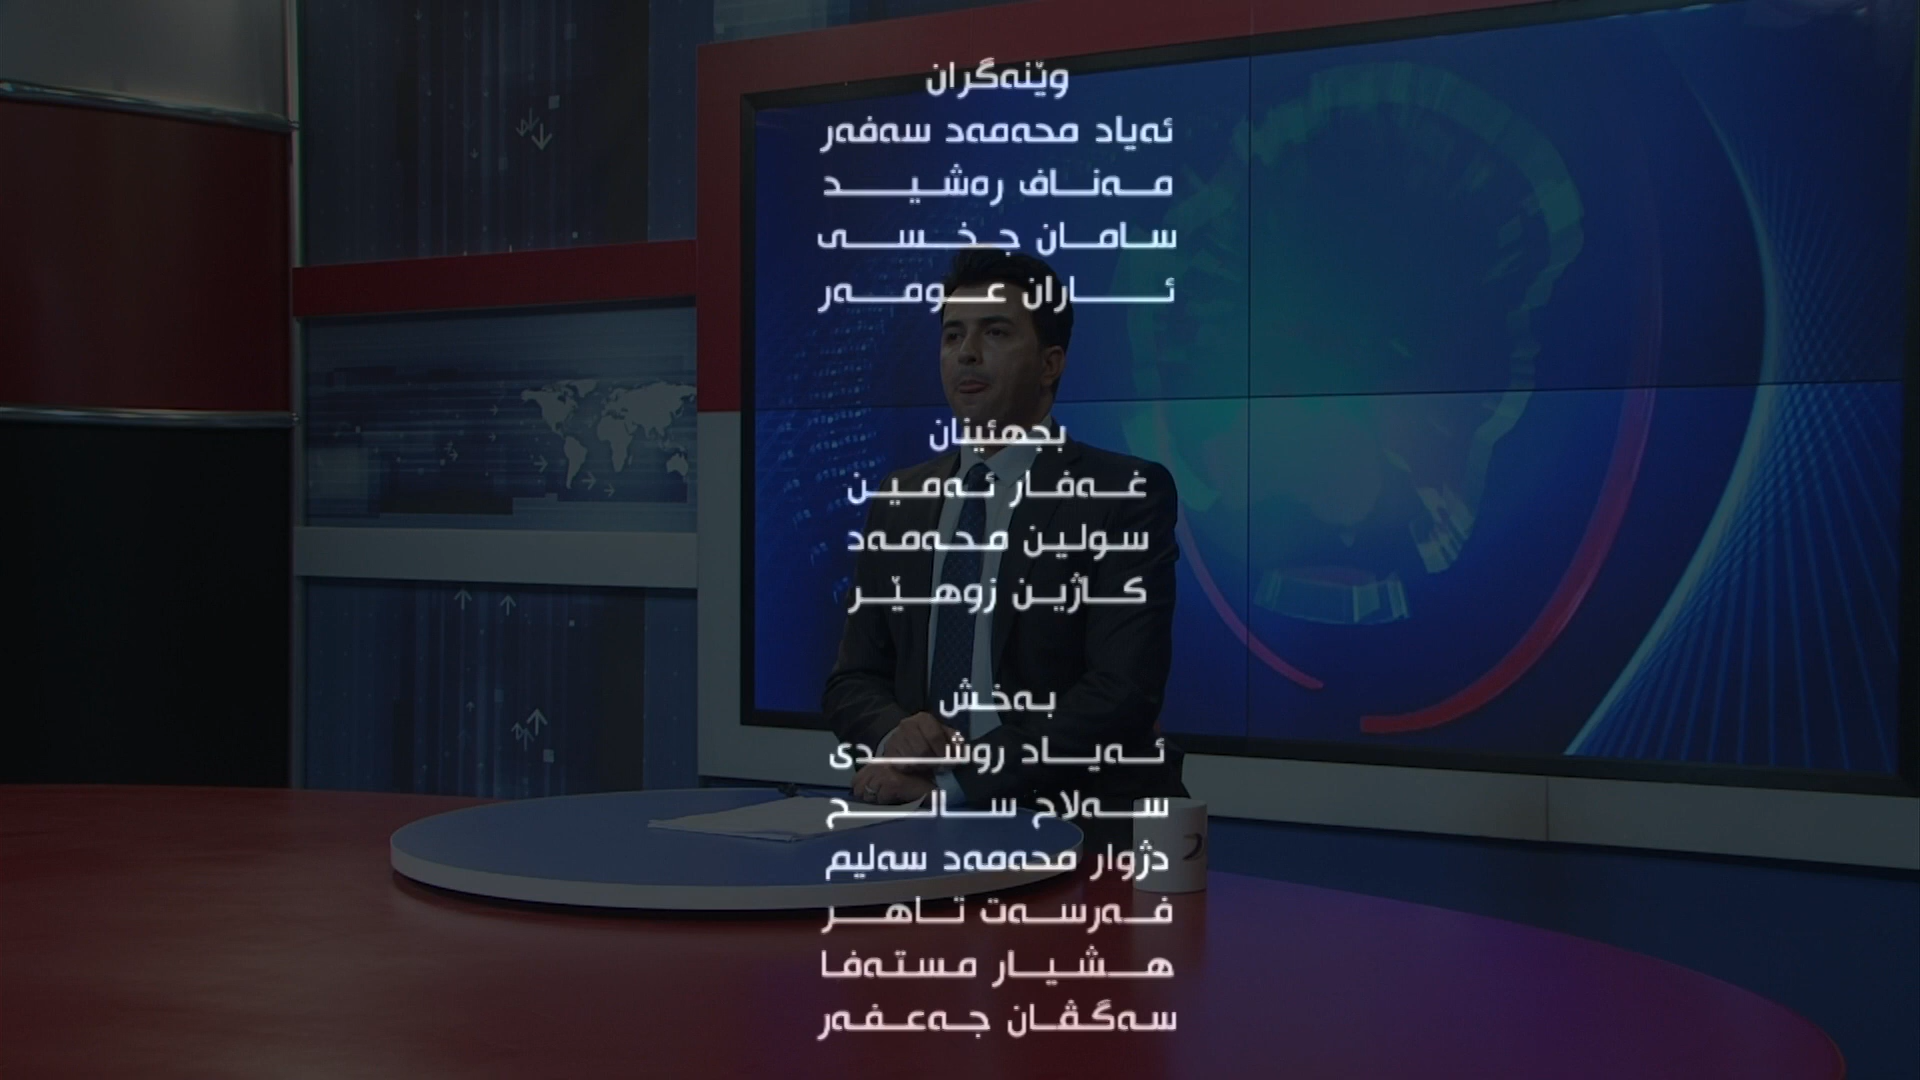 وێنەگران
ئەیاد محەمەد سەفەر
مەناف رەشید
سامان جخسی
ئاران عومەر
بجهئینان
غەفار ئەمین
سولین محەمەد
کاژین زوهێر
بەخش
ئەیاد روشدی
سەلاح سالح
دژوار محەمەد سەلیم
فەرسەت تاهر
هشیار مستەفا
سەگڤان جەعفەر